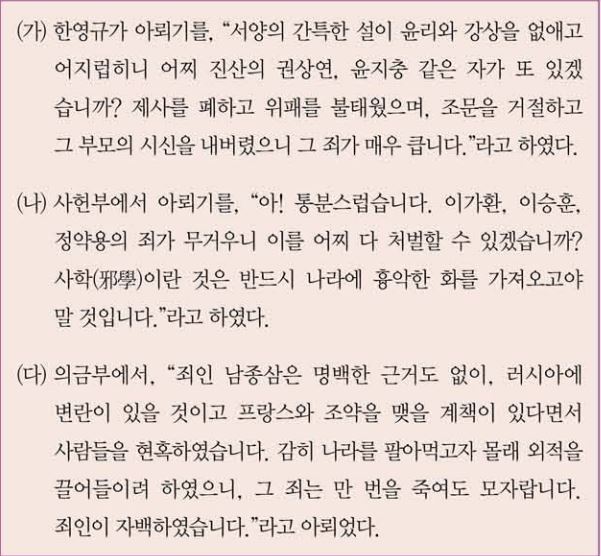 (가) 한영규가 아뢰기를, “서양의 간특한 설이 윤리와 강상을 없애고
어지럽히니 어찌 진산의 권상연, 윤지충 같은 자가 또 있겠
습니까? 제사를 폐하고 위패를 불태웠으며, 조문을 거절하고
그 부모의 시신을 내버렸으니 그 죄가 매우 큽니다.”라고 하였다.
(나) 사헌부에서 아뢰기를, “아! 통분스럽습니다. 이가환, 이승훈,
정약용의 죄가 무거우니 이를 어찌 다 처벌할 수 있겠습니까?
사학(邪學)이란 것은 반드시 나라에 흉악한 화를 가져오고야
말 것입니다.”라고 하였다.
(다) 의금부에서, “죄인 남종삼은 명백한 근거도 없이, 러시아에
변란이 있을 것이고 프랑스와 조약을 맺을 계책이 있다면서
사람들을 현혹하였습니다. 감히 나라를 팔아먹고자 몰래 외적을
끌어들이려 하였으니, 그 죄는 만 번을 죽여도 모자랍니다.
죄인이 자백하였습니다.”라고 아뢰었다.